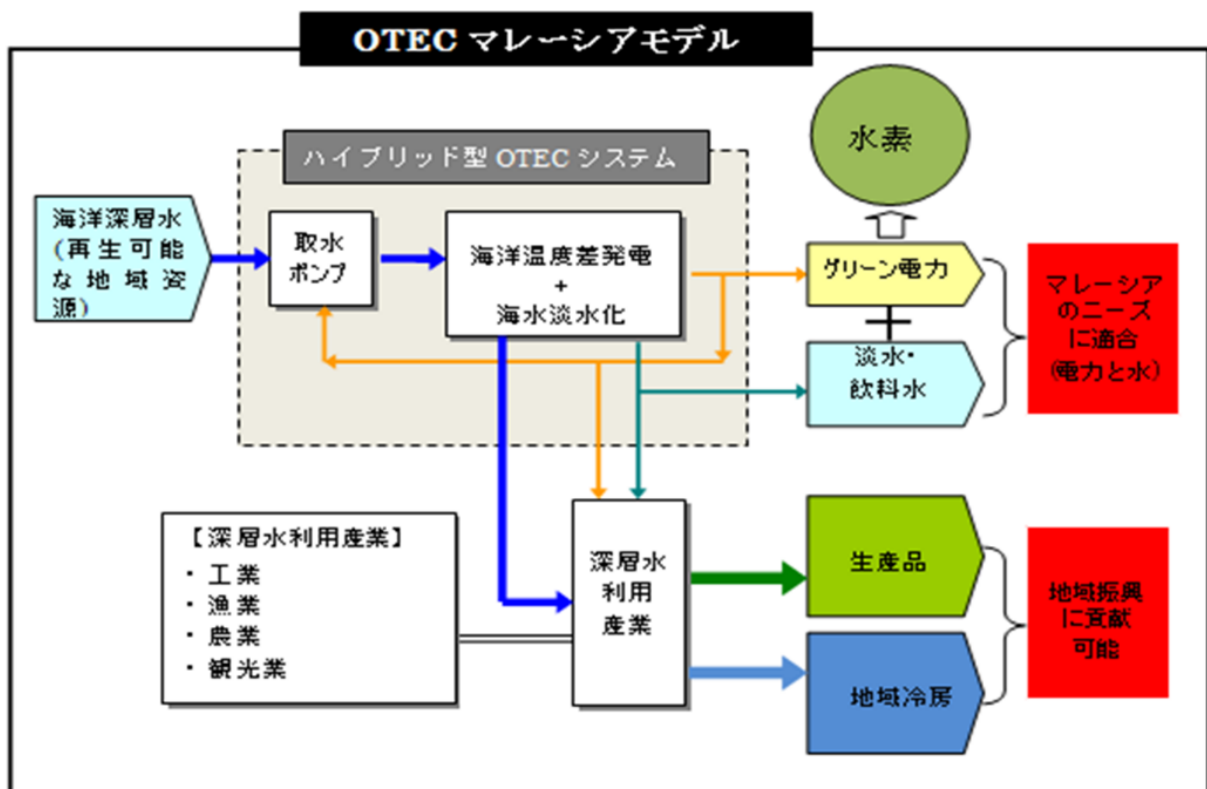 OTEC マレーシアモデル
水素
ハイブリッド型 OTEC システム
海洋深層水
(再生可能
な地域資
源)
取水
ポンプ
海洋温度差発電
+
海水淡水化
グリーン電力
淡水・
飲料水
マレーシア
のニーズ
に適合
(電力と水)
【深層水利用産業】
・工業
・漁業
・農業
・観光業
深層水
利用
産業
生産品
地域冷房
地域振興
に貢献
可能